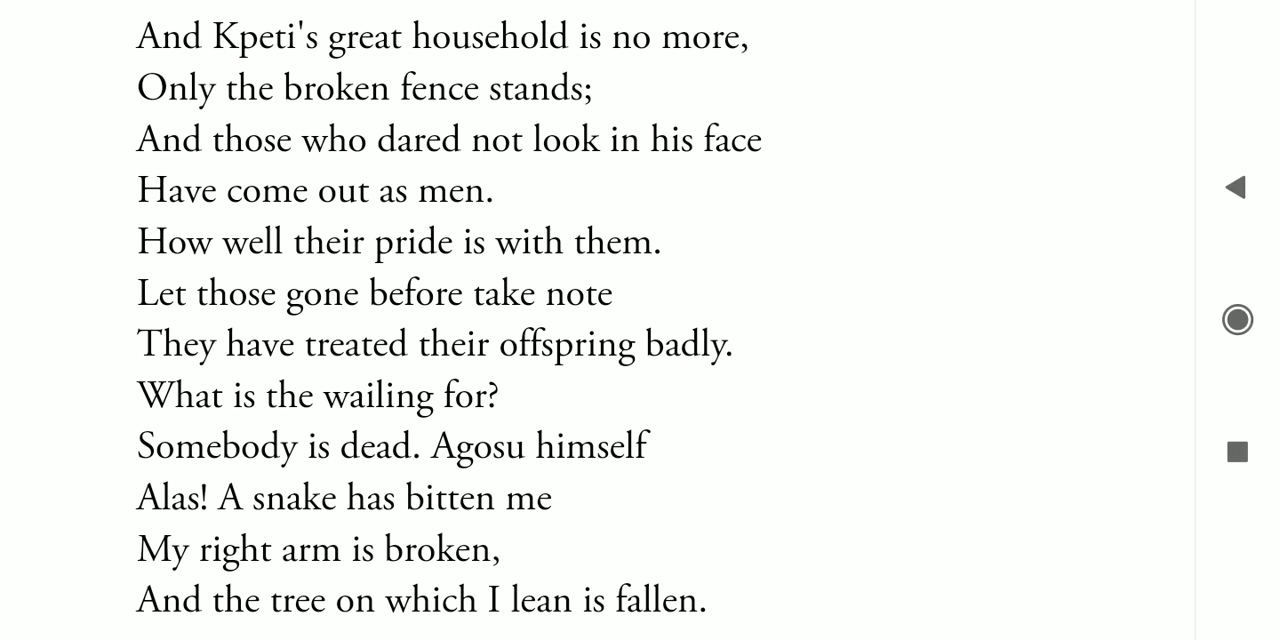 And Kpeti's great household is no more,
Only the broken fence stands;
And those who dared not look in his face
Have come out as men.
How well their pride is with them.
Let those gone before take note
They have treated their offspring badly.
What is the wailing for?
Somebody is dead. Agosu himself
Alas! A snake has bitten me
My right arm is broken,
And the tree on which I lean is fallen.